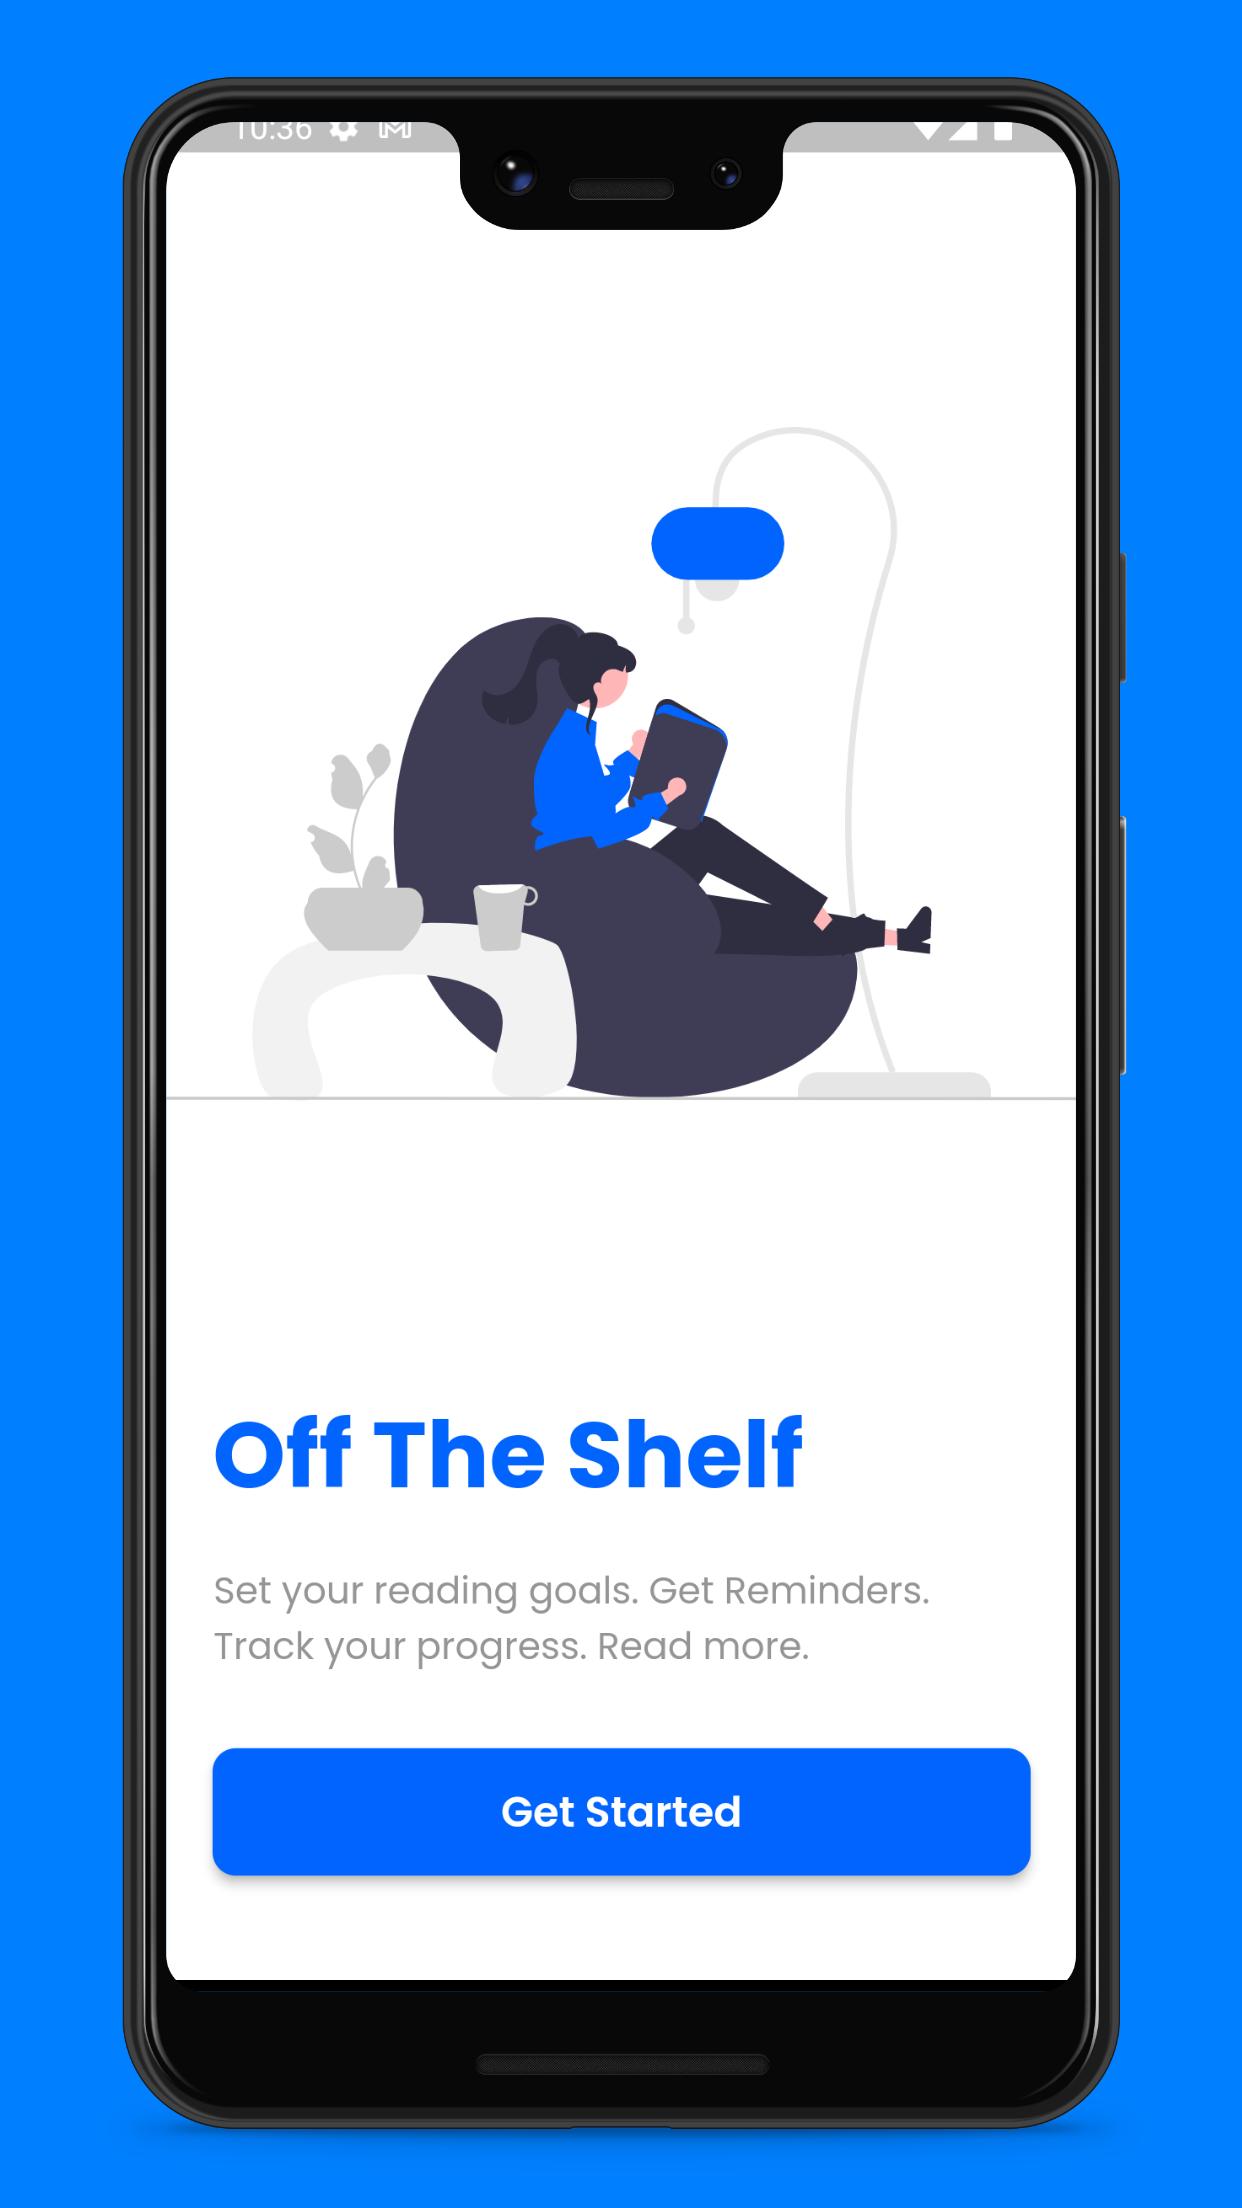 10:36
Off The Shelf
Set your reading goals. Get Reminders.
Track your progress. Read more.
Get Started